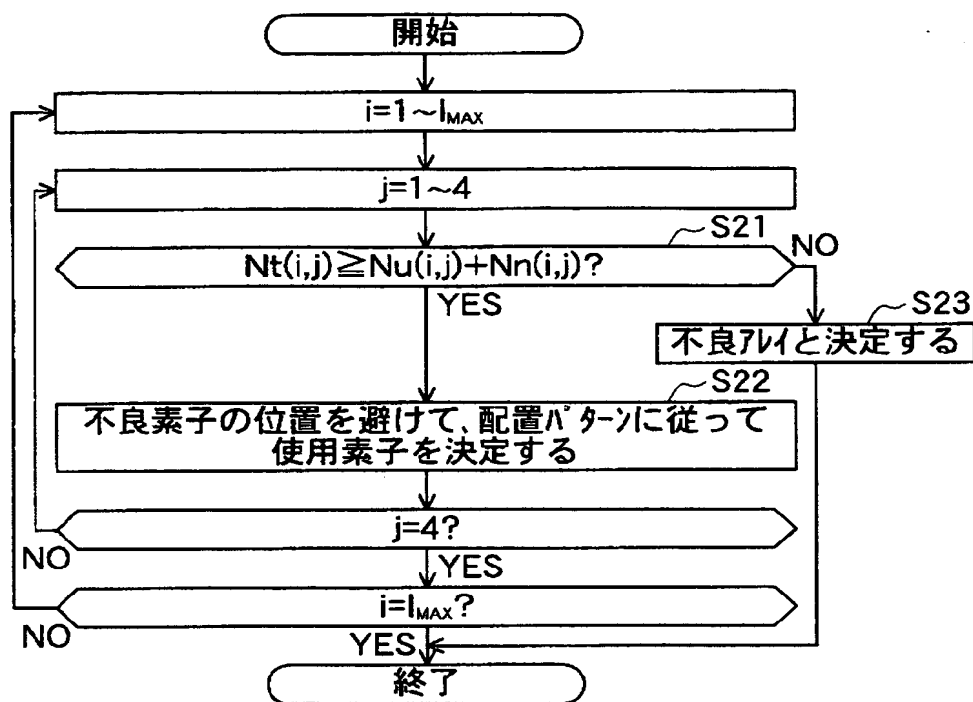 開始
i=1~I_MAX
j=1~4
S21
Nt(i,j)≧Nu(i,j)+Nn(i,j)?
NO
YES
S23
不良ｱﾚｲと決定する
S22
不良素子の位置を避けて、配置ﾊﾟﾀｰﾝに従って
使用素子を決定する
j=4?
NO
YES
i=I_MAX?
NO
YES
終了